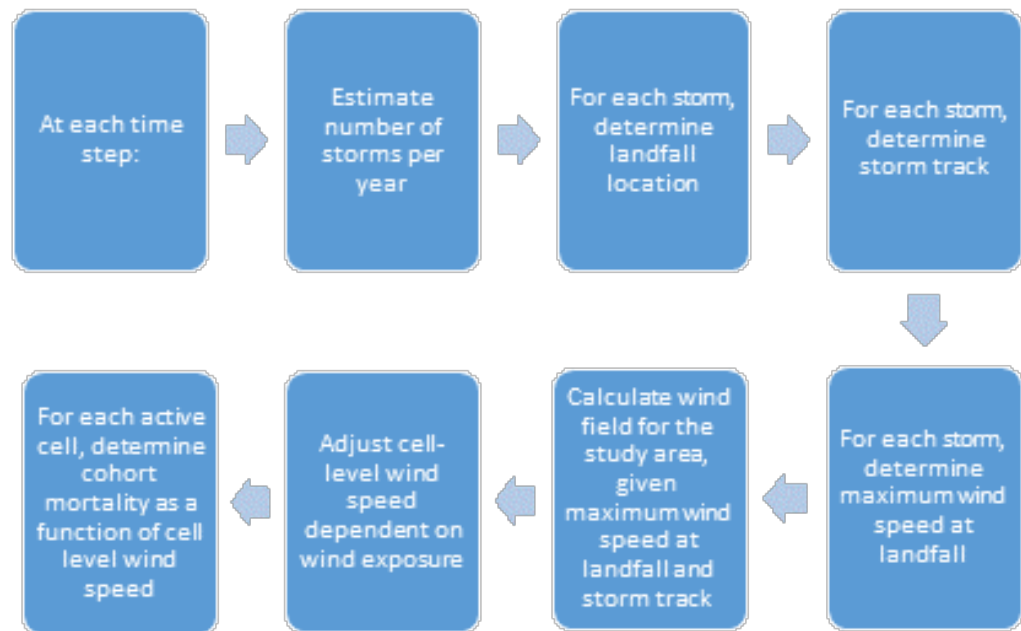 At each time
step:
Estimate
number of
storms per
year
For each storm,
determine
landfall
location
For each storm,
determine
storm track
For each storm,
determine
maximum wind
speed at
landfall
Calculate wind
field for the
study area,
given
maximum wind
speed at
landfall and
storm track
Adjust cell-
level wind
speed
dependent on
wind exposure
For each active
cell, determine
cohort
mortality as a
function of cell
level wind
speed